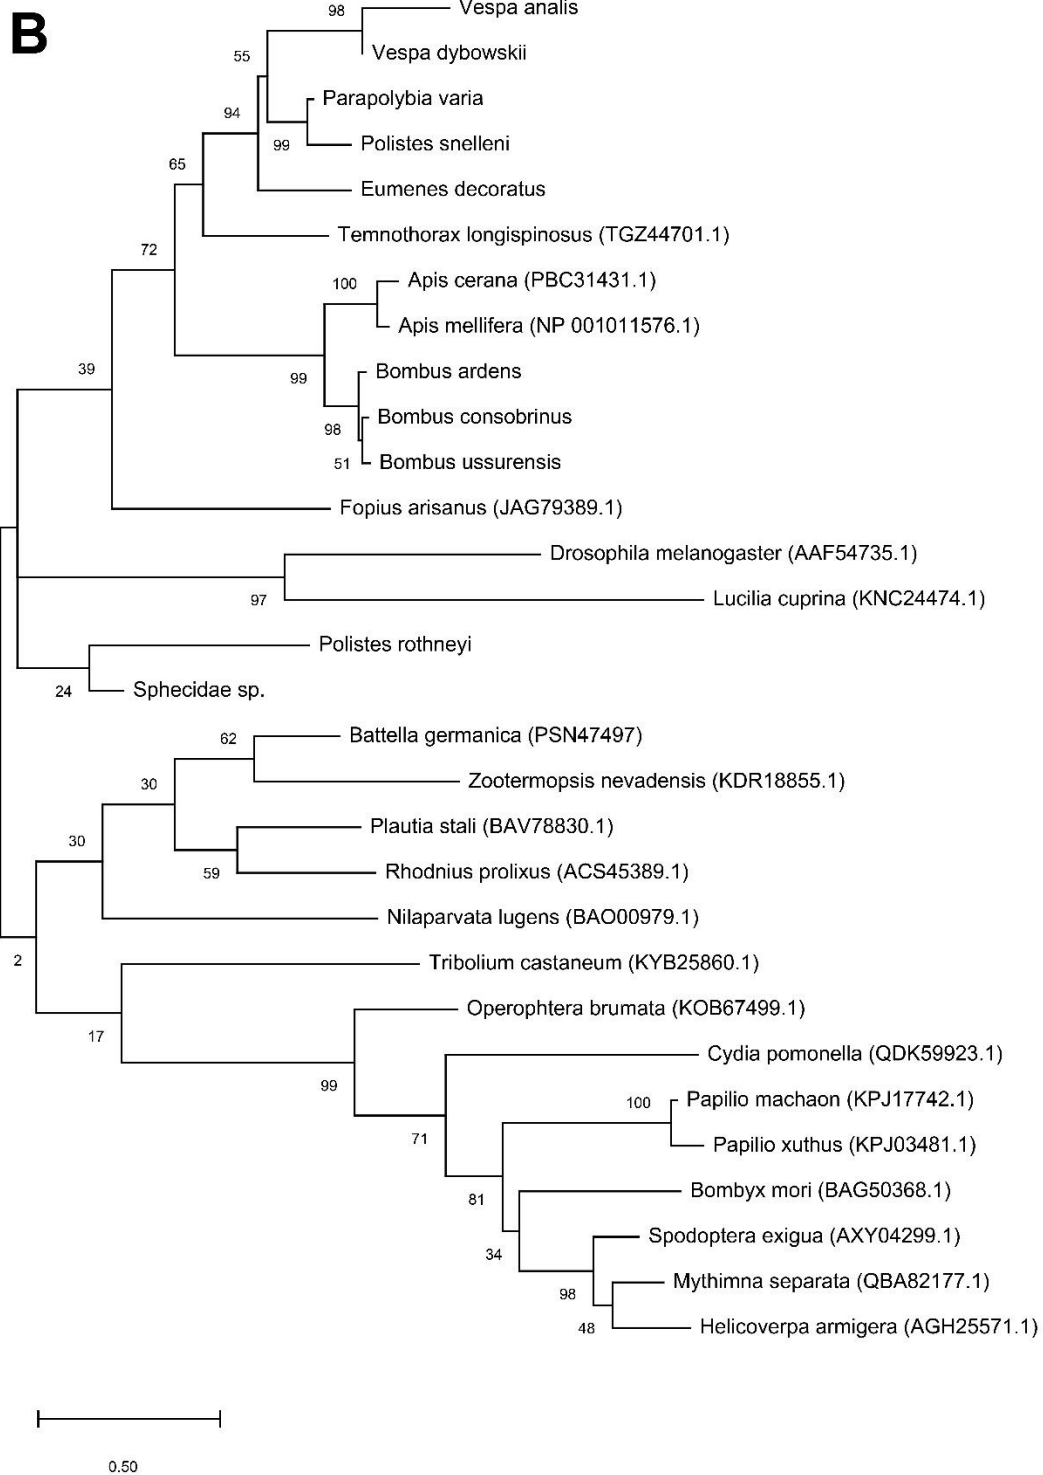 B
98
Vespa analis
Vespa dybowskii
55
Parapolybia varia
94
99
Polistes snelleni
65
Eumenes decoratus
Temnothorax longispinosus (TGZ44701.1)
72
Apis cerana (PBC31431.1)
100
Apis mellifera (NP 001011576.1)
39
99
Bombus ardens
Bombus consobrinus
98
Bombus ussurensis
51
Fopius arisanus (JAG79389.1)
Drosophila melanogaster (AAF54735.1)
97
Lucilia cuprina (KNC24474.1)
Polistes rothneyi
24
Sphecidae sp.
62
Battella germanica (PSN47497)
30
Zootermopsis nevadensis (KDR18855.1)
Plautia stali (BAV78830.1)
30
59
Rhodnius prolixus (ACS45389.1)
Nilaparvata lugens (BAO00979.1)
2
Tribolium castaneum (KYB25860.1)
17
Operophtera brumata (KOB67499.1)
Cydia pomonella (QDK59923.1)
99
100
Papilio machaon (KPJ17742.1)
71
Papilio xuthus (KPJ03481.1)
81
Bombyx mori (BAG50368.1)
34
Spodoptera exigua (AXY04299.1)
98
Mythimna separata (QBA82177.1)
48
Helicoverpa armigera (AGH25571.1)
0.50